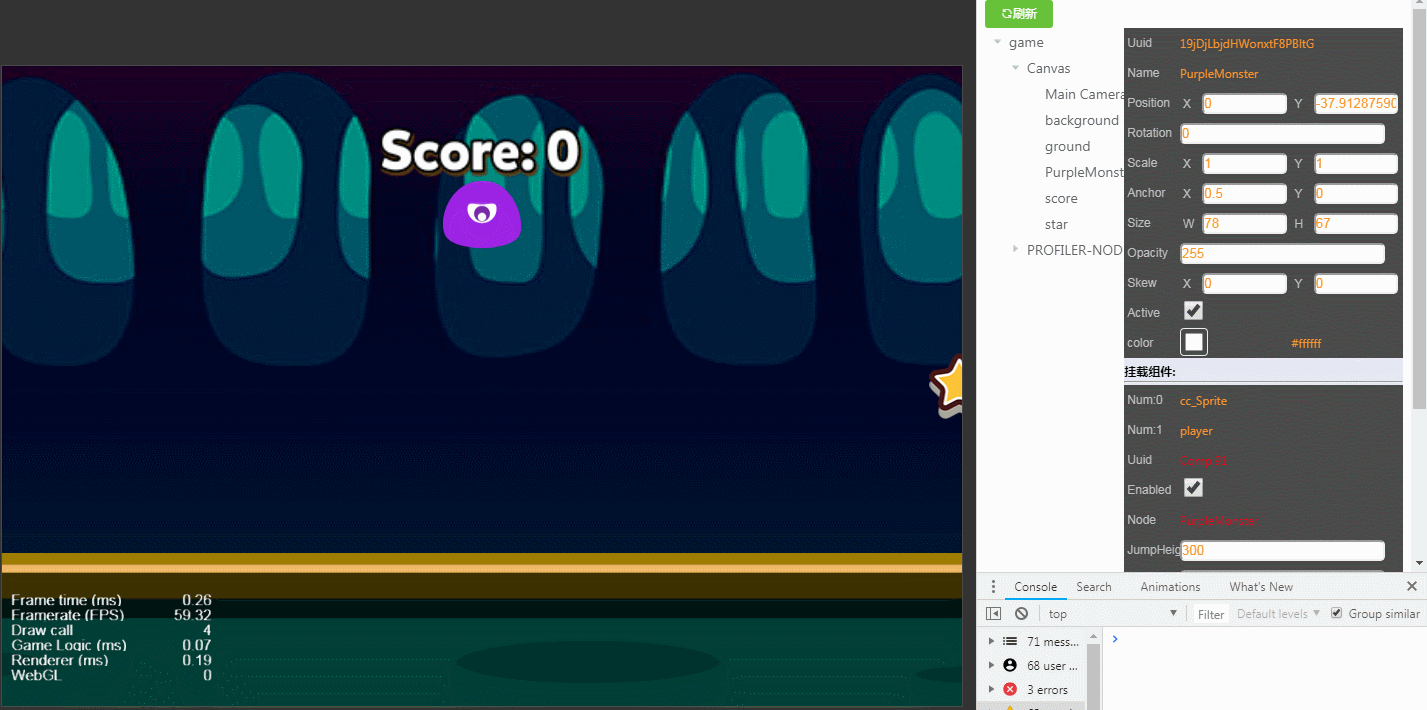 刷新
game
Canvas
Main Camera
background
ground
PurpleMonst
score
star
PROFILER-NOD
Uuid 19jDjLbjdHWonxtF8PBItG
Name PurpleMonster
Position X 0 Y -37.91287590
Rotation 0
Scale X 1 Y 1
Anchor X 0.5 Y 0
Size W 78 H 67
Opacity 255
Skew X 0 Y 0
Active
color #ffffff
挂载组件:
Num:0 cc_Sprite
Num:1 player
Uuid
Enabled
Node PurpleMonster
JumpHeig 300
Score: 0
Frame time (ms) 0.26
Framerate (FPS) 59.32
Draw call 4
Game Logic (ms) 0.07
Renderer (ms) 0.19
WebGL 0
Console Search Animations What's New
top Filter Default levels Group similar
71 mess...
68 user ...
3 errors